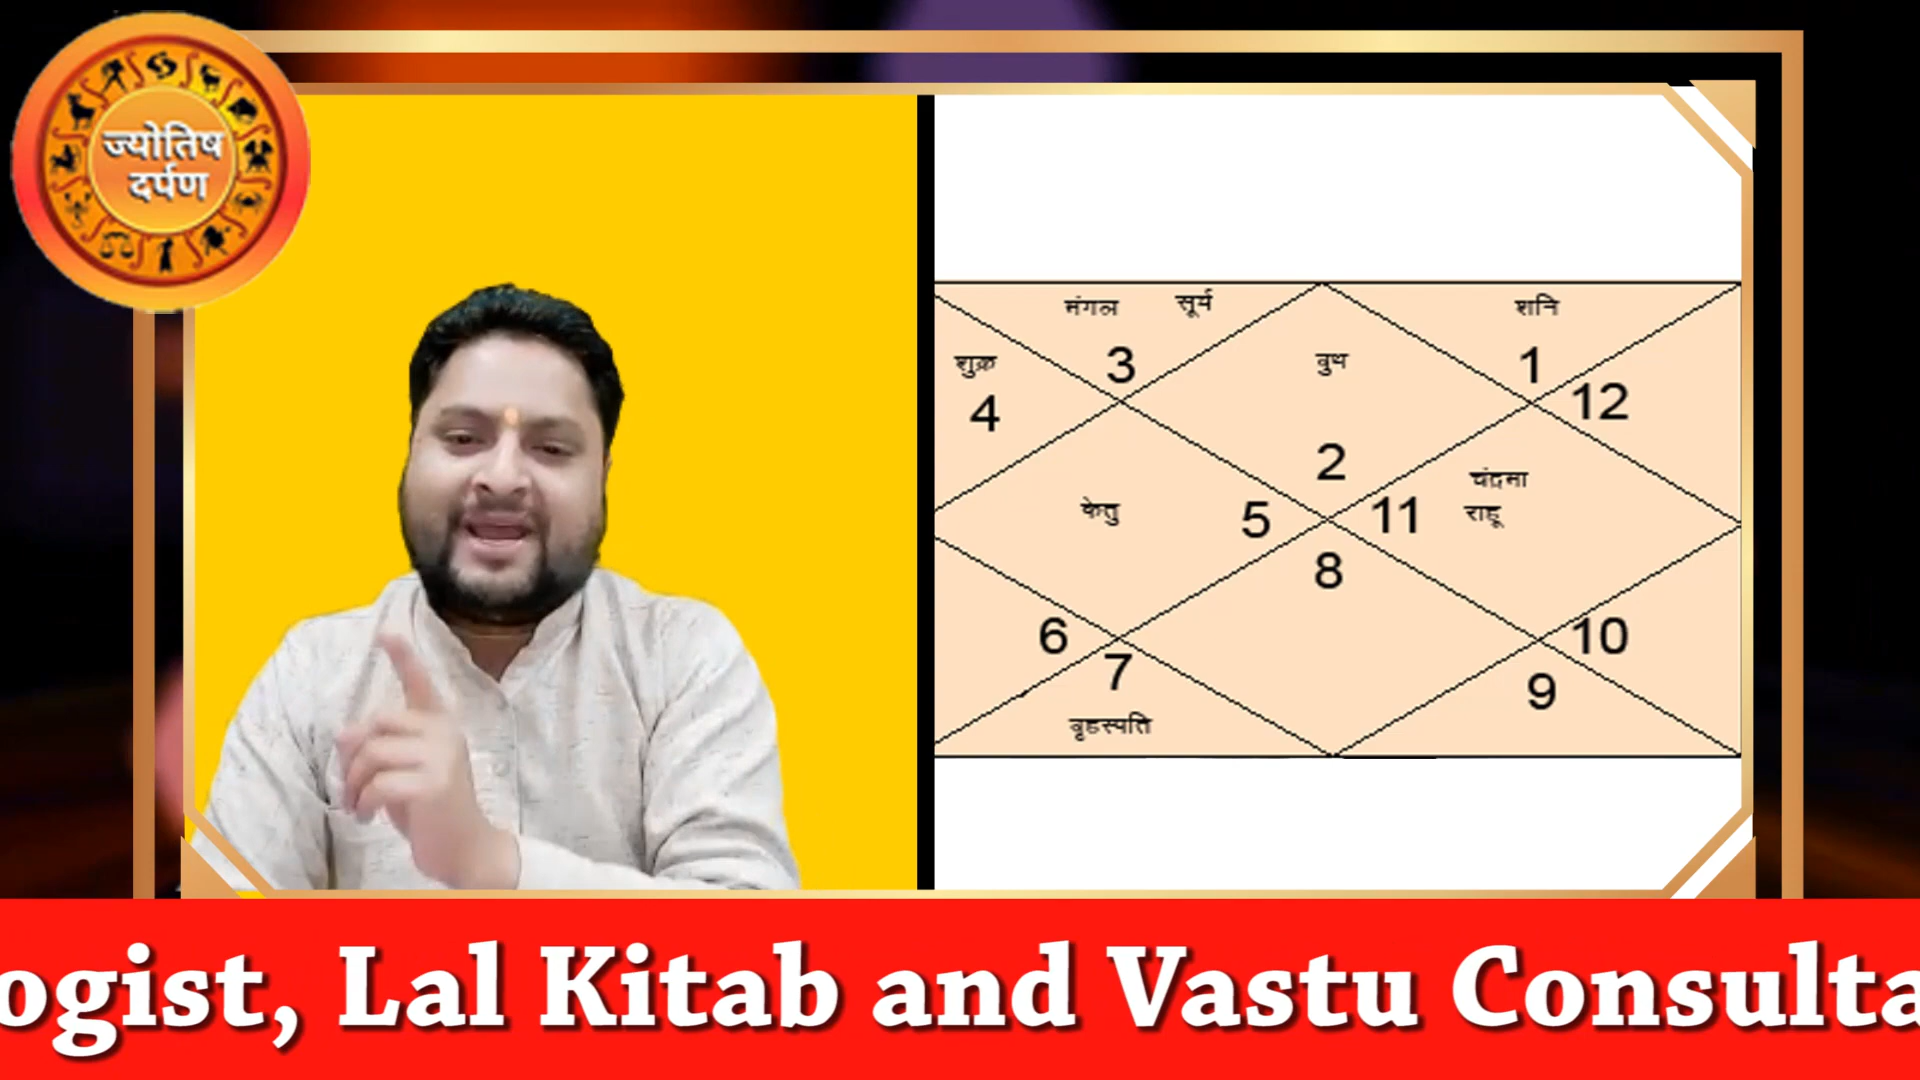 ज्योतिष
दर्पण
मंगल सूर्य
शनि
शुक्र
3
बुध
1
12
4
2
चंद्रमा
केतु
5
11
राहू
8
6
7
10
9
वृहस्पति
ogist, Lal Kitab and Vastu Consulta